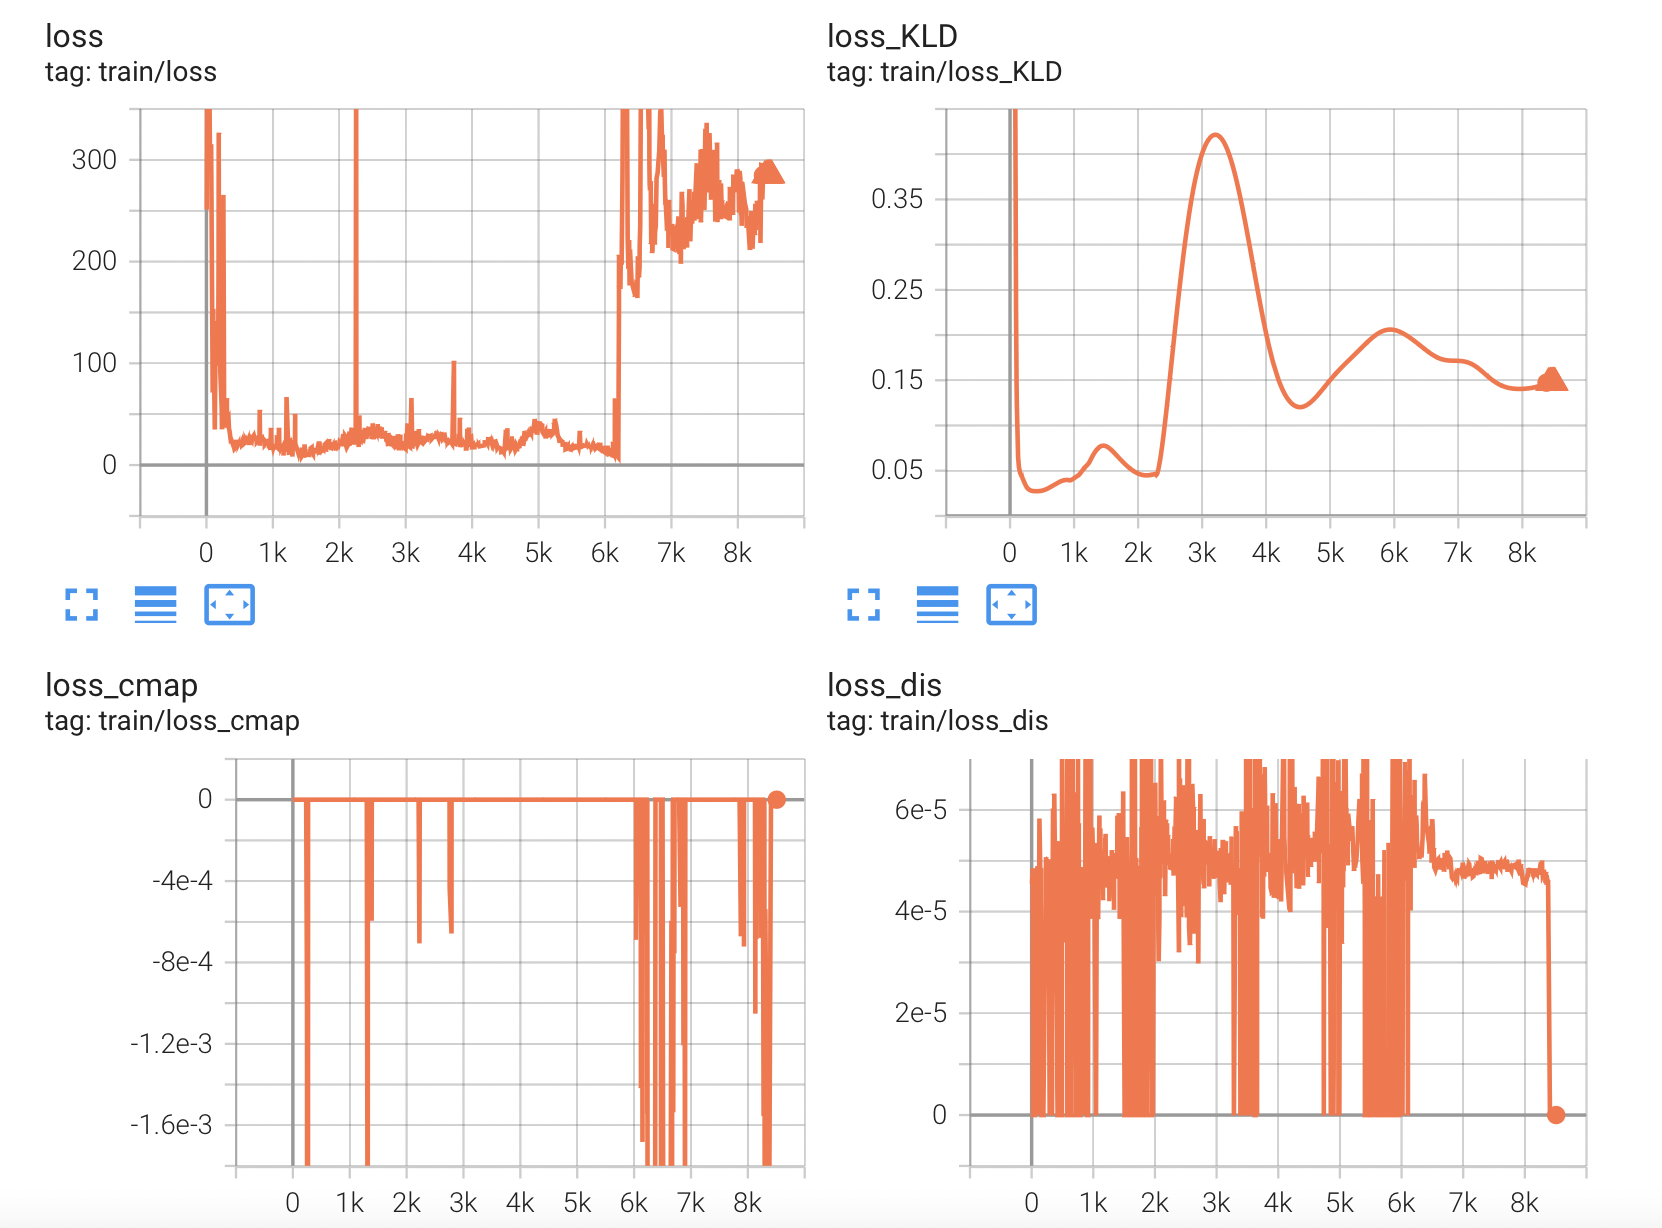 loss
tag: train/loss
300
200
100
0
0 1k 2k 3k 4k 5k 6k 7k 8k
loss_KLD
tag: train/loss_KLD
0.35
0.25
0.15
0.05
0 1k 2k 3k 4k 5k 6k 7k 8k
loss_cmap
tag: train/loss_cmap
0
-4e-4
-8e-4
-1.2e-3
-1.6e-3
0 1k 2k 3k 4k 5k 6k 7k 8k
loss_dis
tag: train/loss_dis
6e-5
4e-5
2e-5
0
0 1k 2k 3k 4k 5k 6k 7k 8k